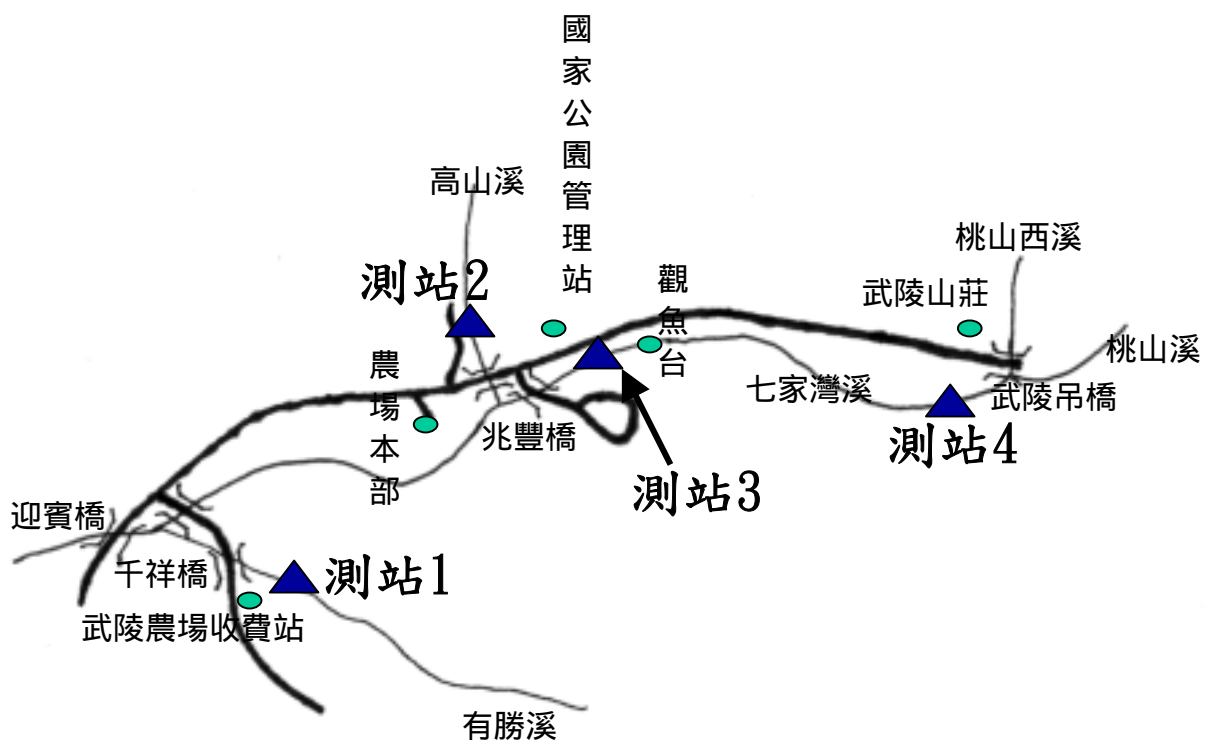 國家公園管理站
高山溪
桃山西溪
測站2
觀魚台
武陵山莊
桃山溪
農場本部
七家灣溪
武陵吊橋
兆豐橋
測站4
測站3
迎賓橋
千祥橋
測站1
武陵農場收費站
有勝溪